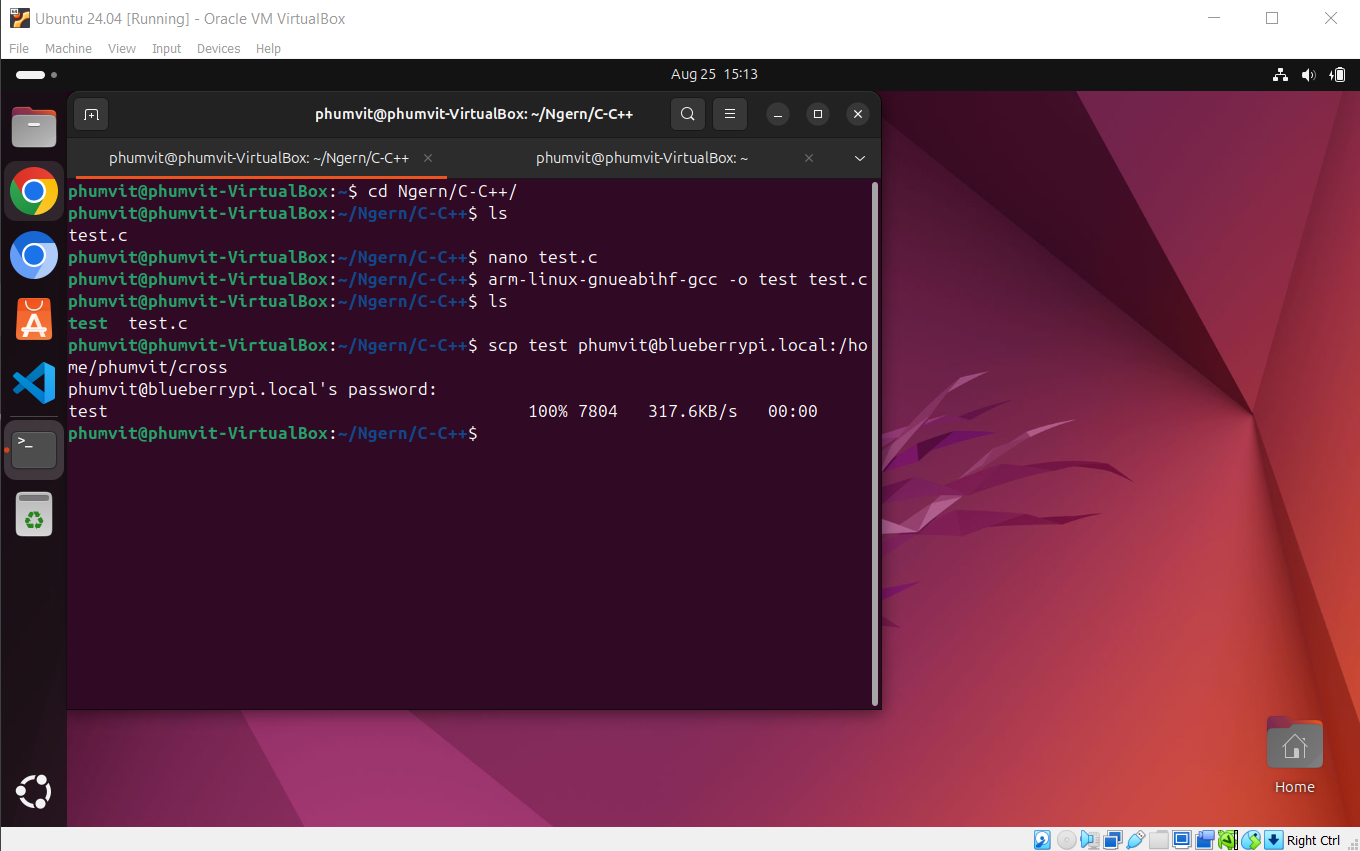 Ubuntu 24.04 [Running] - Oracle VM VirtualBox
File Machine View Input Devices Help
Aug 25 15:13
phumvit@phumvit-VirtualBox: ~/Ngern/C-C++
phumvit@phumvit-VirtualBox: ~/Ngern/C-C++ phumvit@phumvit-VirtualBox: ~
phumvit@phumvit-VirtualBox:~$ cd Ngern/C-C++/
phumvit@phumvit-VirtualBox:~/Ngern/C-C++$ ls
test.c
phumvit@phumvit-VirtualBox:~/Ngern/C-C++$ nano test.c
phumvit@phumvit-VirtualBox:~/Ngern/C-C++$ arm-linux-gnueabihf-gcc -o test test.c
phumvit@phumvit-VirtualBox:~/Ngern/C-C++$ ls
test test.c
phumvit@phumvit-VirtualBox:~/Ngern/C-C++$ scp test phumvit@blueberrypi.local:/ho
me/phumvit/cross
phumvit@blueberrypi.local's password:
test 100% 7804 317.6KB/s 00:00
phumvit@phumvit-VirtualBox:~/Ngern/C-C++$
>_
Home
Right Ctrl